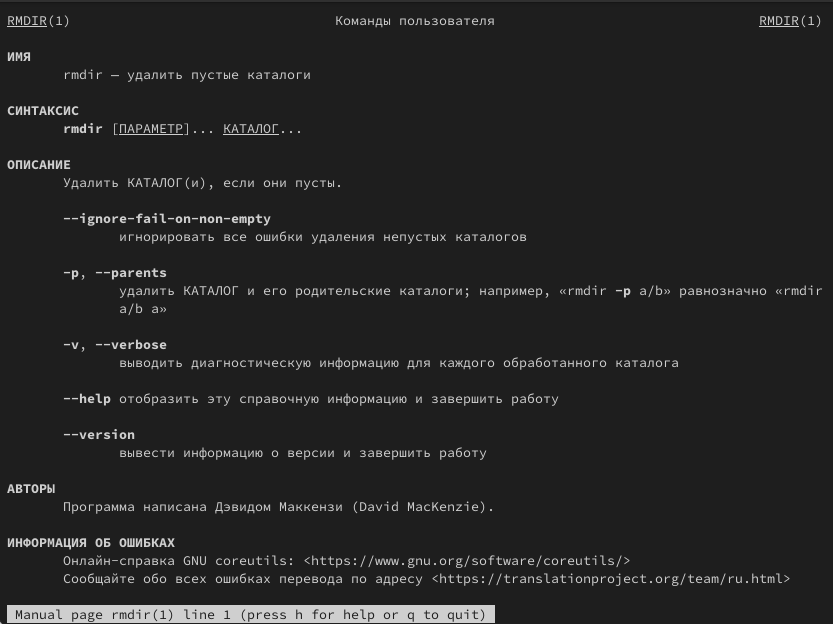 RMDIR(1) Команды пользователя RMDIR(1)
ИМЯ
rmdir — удалить пустые каталоги
СИНТАКСИС
rmdir [ПАРАМЕТР]... КАТАЛОГ...
ОПИСАНИЕ
Удалить КАТАЛОГ(и), если они пусты.
--ignore-fail-on-non-empty
игнорировать все ошибки удаления непустых каталогов
-p, --parents
удалить КАТАЛОГ и его родительские каталоги; например, «rmdir -p a/b» равнозначно «rmdir
a/b a»
-v, --verbose
выводить диагностическую информацию для каждого обработанного каталога
--help отобразить эту справочную информацию и завершить работу
--version
вывести информацию о версии и завершить работу
АВТОРЫ
Программа написана Дэвидом Маккензи (David MacKenzie).
ИНФОРМАЦИЯ ОБ ОШИБКАХ
Онлайн-справка GNU coreutils: <https://www.gnu.org/software/coreutils/>
Сообщайте обо всех ошибках перевода по адресу <https://translationproject.org/team/ru.html>
Manual page rmdir(1) line 1 (press h for help or q to quit)